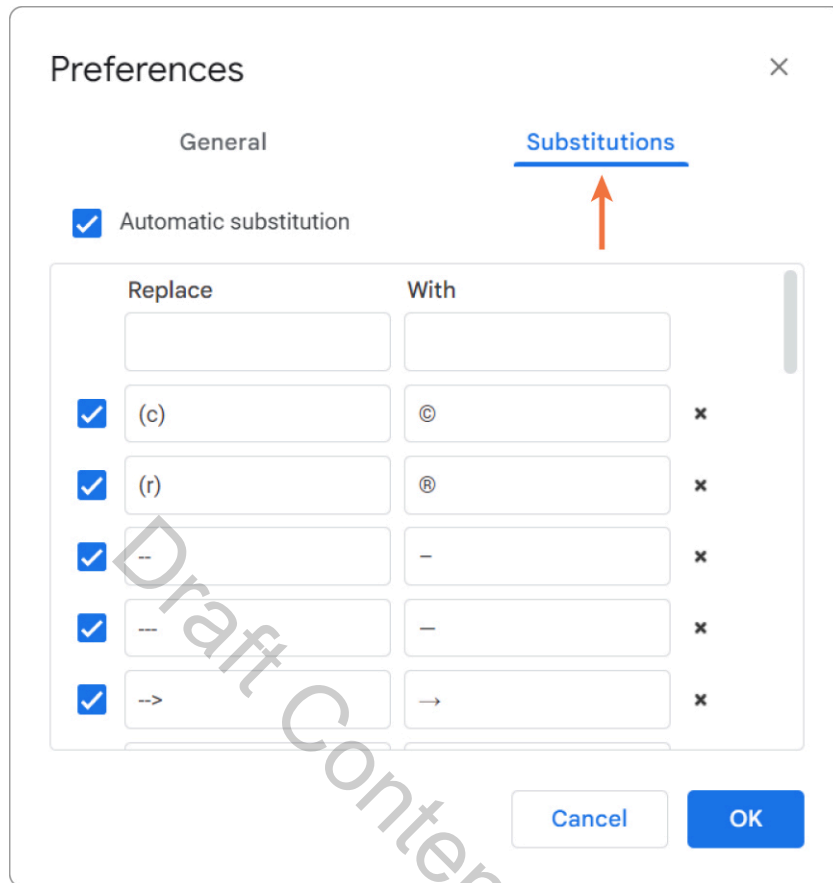 Preferences ×
General Substitutions
Automatic substitution
Replace With
(c) © ×
(r) ® ×
-- – ×
--- — ×
--> → ×
Cancel OK
Draft Conten